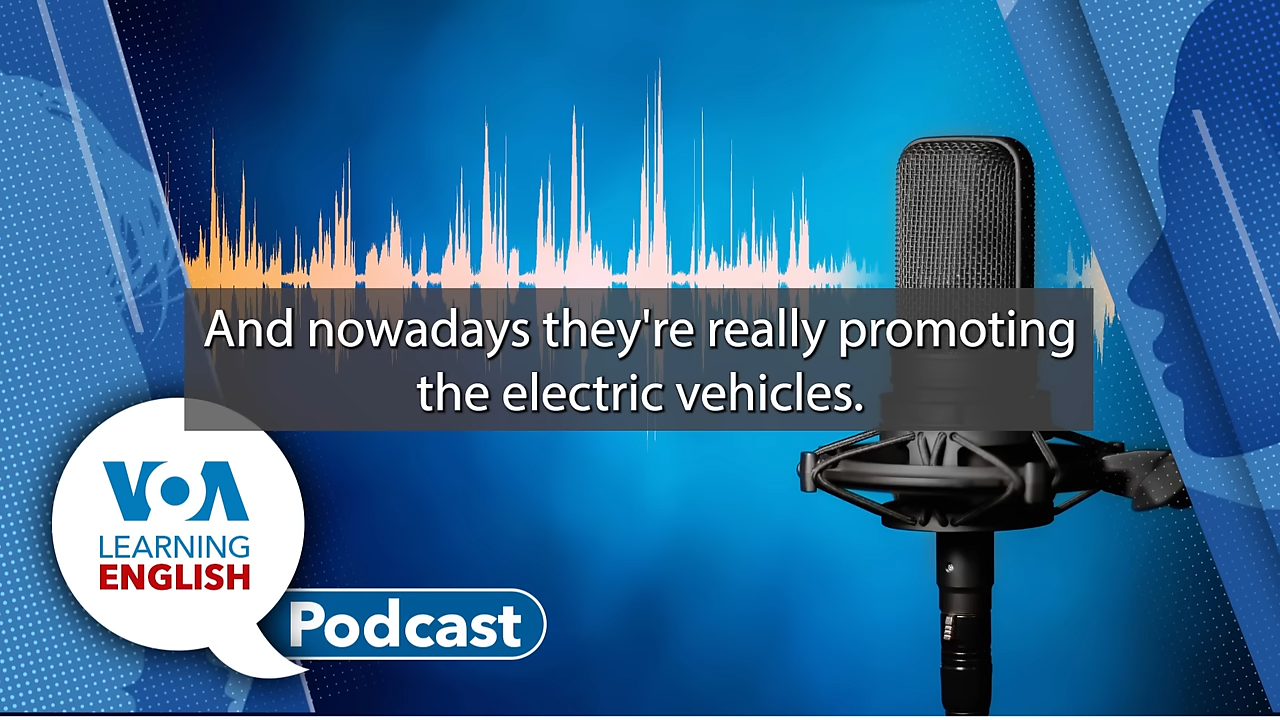 And nowadays they're really promoting
the electric vehicles.
VOA
LEARNING
ENGLISH
Podcast